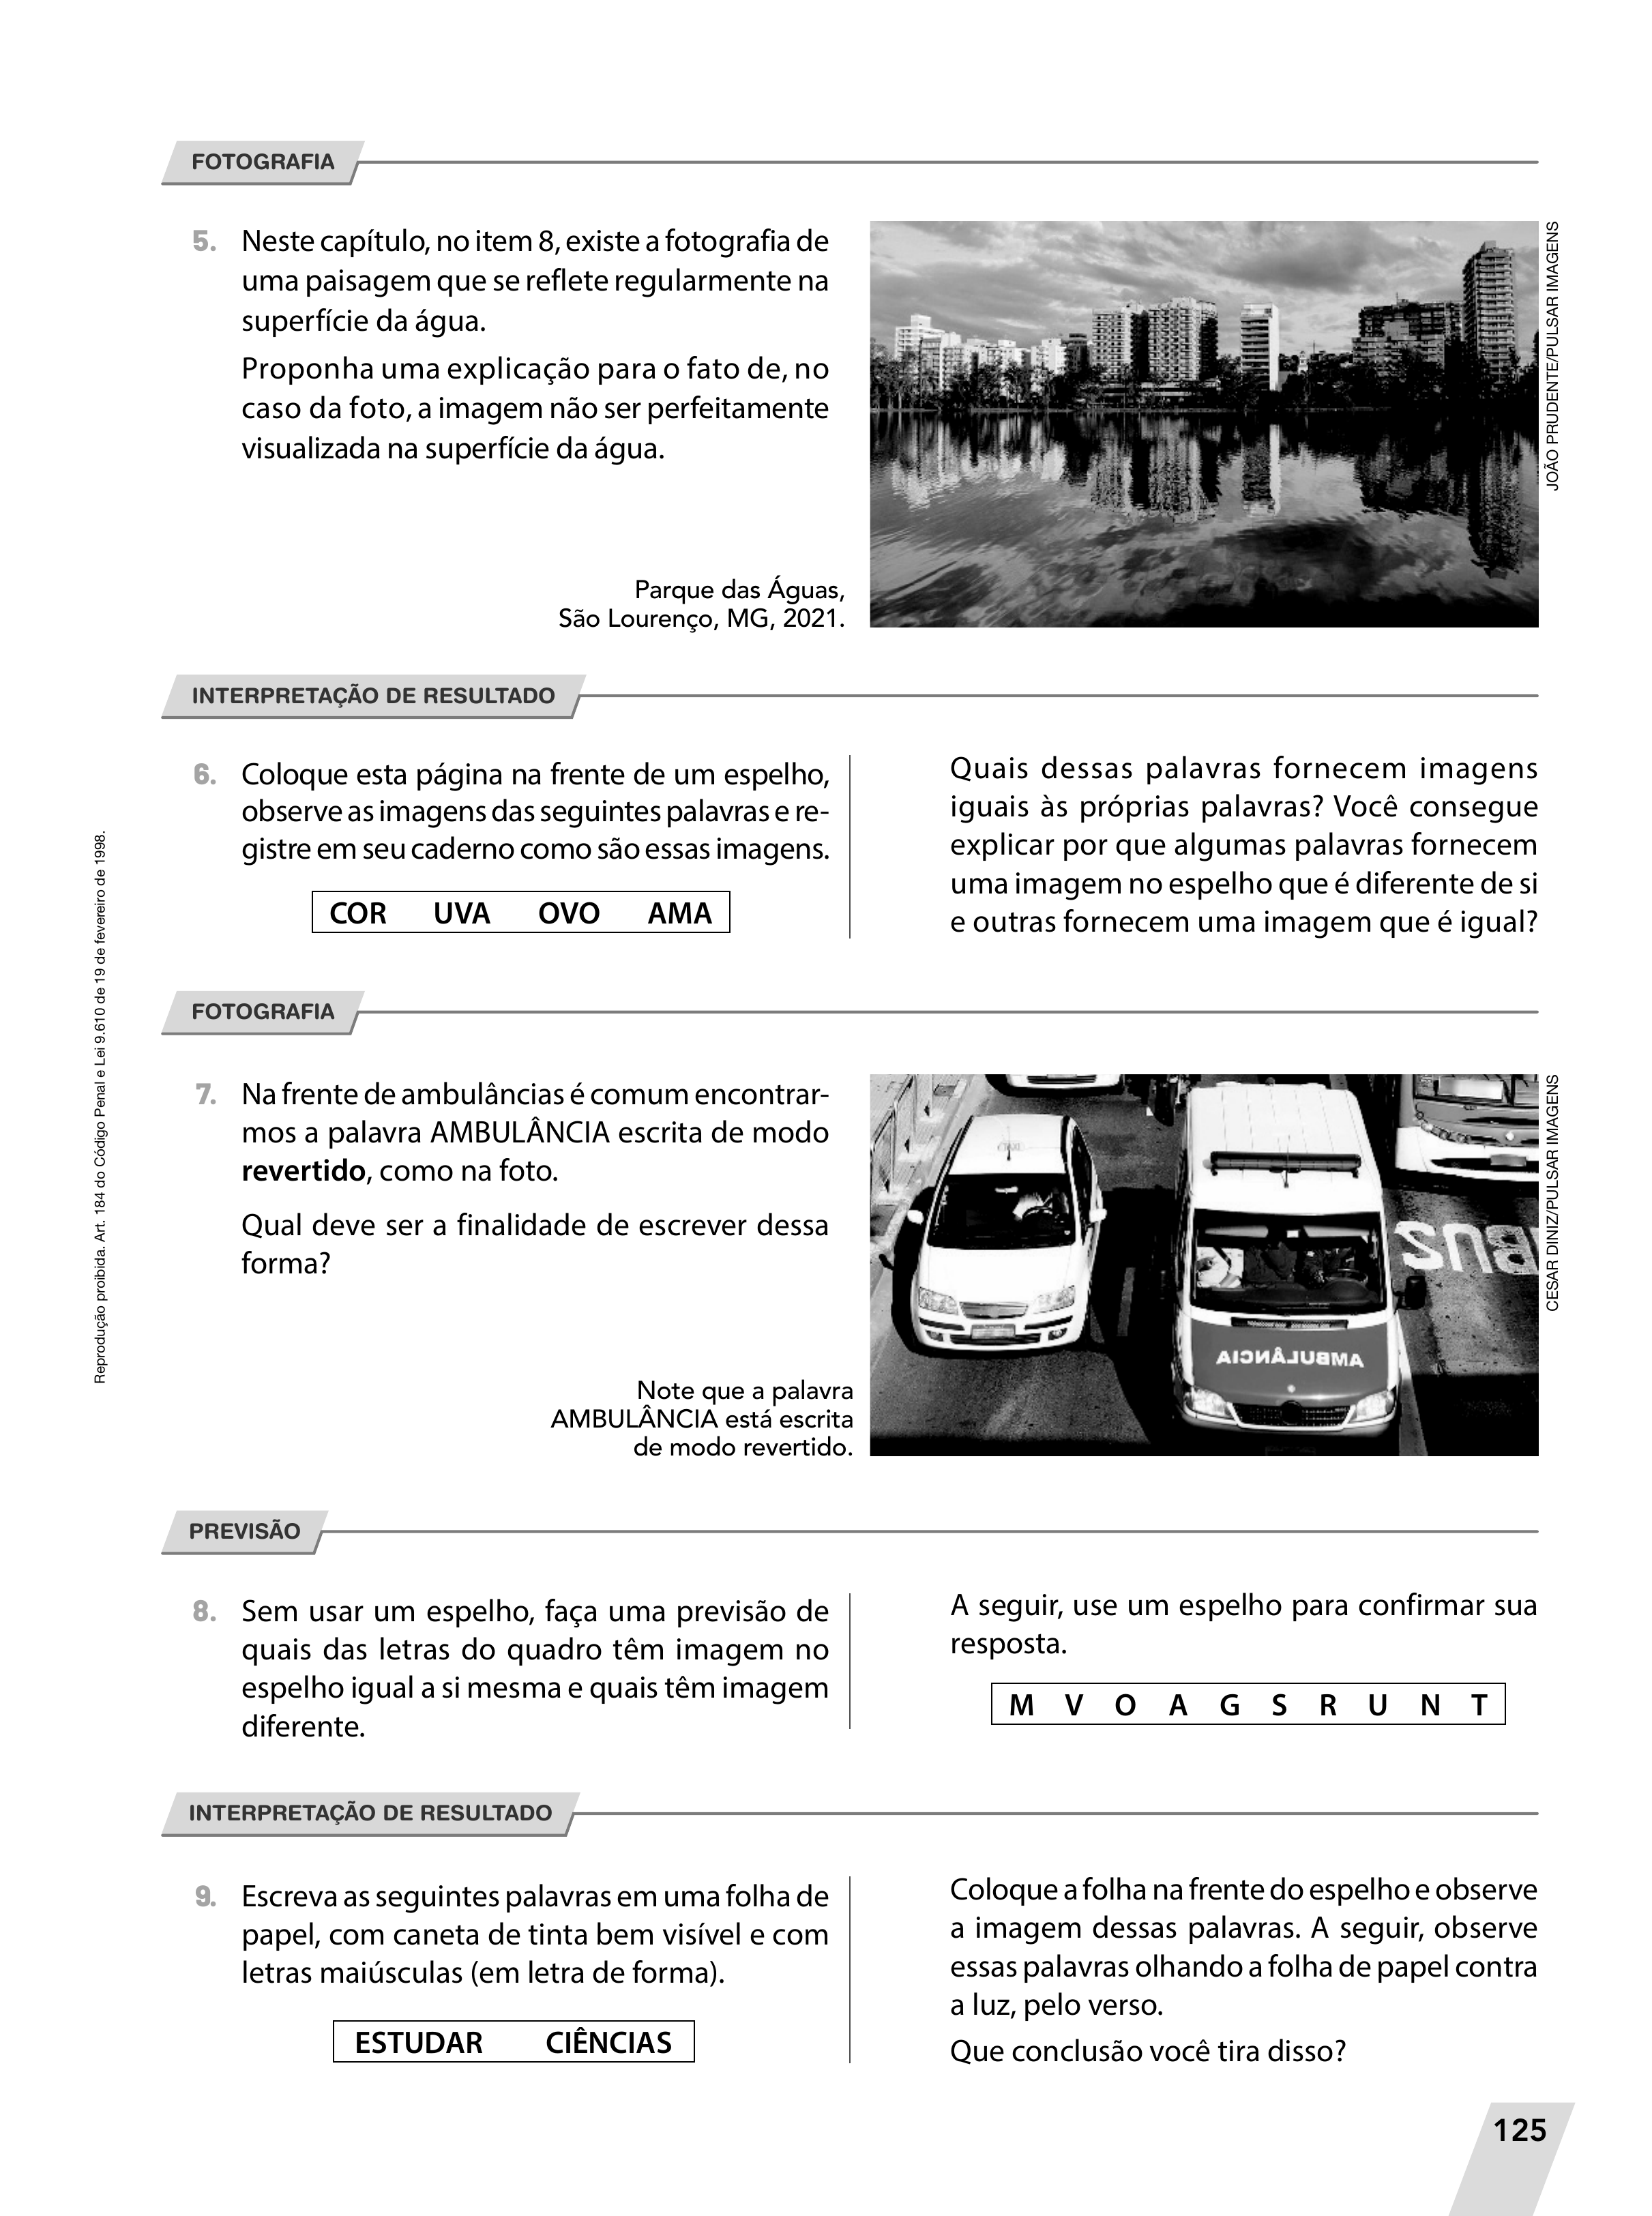 FOTOGRAFIA
5. Neste capítulo, no item 8, existe a fotografia de
uma paisagem que se reflete regularmente na
superfície da água.
Proponha uma explicação para o fato de, no
caso da foto, a imagem não ser perfeitamente
visualizada na superfície da água.
Parque das Águas,
São Lourenço, MG, 2021.
JOÃO PRUDENTE/PULSAR IMAGENS
INTERPRETAÇÃO DE RESULTADO
6. Coloque esta página na frente de um espelho,
observe as imagens das seguintes palavras e re-
gistre em seu caderno como são essas imagens.
COR UVA OVO AMA
Quais dessas palavras fornecem imagens
iguais às próprias palavras? Você consegue
explicar por que algumas palavras fornecem
uma imagem no espelho que é diferente de si
e outras fornecem uma imagem que é igual?
FOTOGRAFIA
7. Na frente de ambulâncias é comum encontrar-
mos a palavra AMBULÂNCIA escrita de modo
revertido, como na foto.
Qual deve ser a finalidade de escrever dessa
forma?
Note que a palavra
AMBULÂNCIA está escrita
de modo revertido.
AMBULÂNCIA
BUS
CESAR DINIZ/PULSAR IMAGENS
PREVISÃO
8. Sem usar um espelho, faça uma previsão de
quais das letras do quadro têm imagem no
espelho igual a si mesma e quais têm imagem
diferente.
A seguir, use um espelho para confirmar sua
resposta.
M V O A G S R U N T
INTERPRETAÇÃO DE RESULTADO
9. Escreva as seguintes palavras em uma folha de
papel, com caneta de tinta bem visível e com
letras maiúsculas (em letra de forma).
ESTUDAR CIÊNCIAS
Coloque a folha na frente do espelho e observe
a imagem dessas palavras. A seguir, observe
essas palavras olhando a folha de papel contra
a luz, pelo verso.
Que conclusão você tira disso?
Reprodução proibida. Art. 184 do Código Penal e Lei 9.610 de 19 de fevereiro de 1998.
125